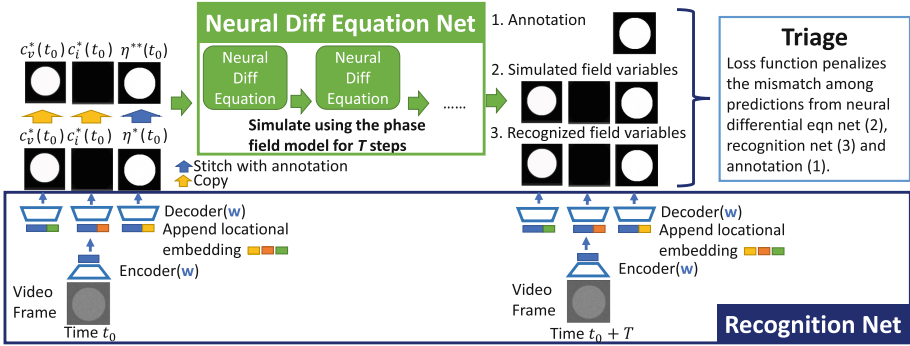 Neural Diff Equation Net
c*v(t0) c*i(t0) η**(t0)
Neural
Diff
Equation
Neural
Diff
Equation
......
Simulate using the phase
field model for T steps
c*v(t0) c*i(t0) η*(t0)
Stitch with annotation
Copy
1. Annotation
2. Simulated field variables
3. Recognized field variables
Triage
Loss function penalizes
the mismatch among
predictions from neural
differential eqn net (2),
recognition net (3) and
annotation (1).
Decoder(w)
Append locational
embedding
Encoder(w)
Video
Frame
Time t0
Decoder(w)
Append locational
embedding
Encoder(w)
Video
Frame
Time t0 + T
Recognition Net